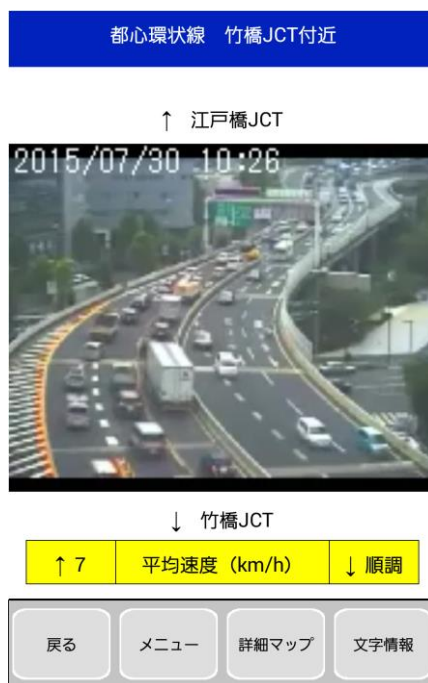 都心環状線　竹橋JCT付近
↑ 江戸橋JCT
2015/07/30 10:26
↓ 竹橋JCT
↑ 7 平均速度（km/h） ↓ 順調
戻る メニュー 詳細マップ 文字情報